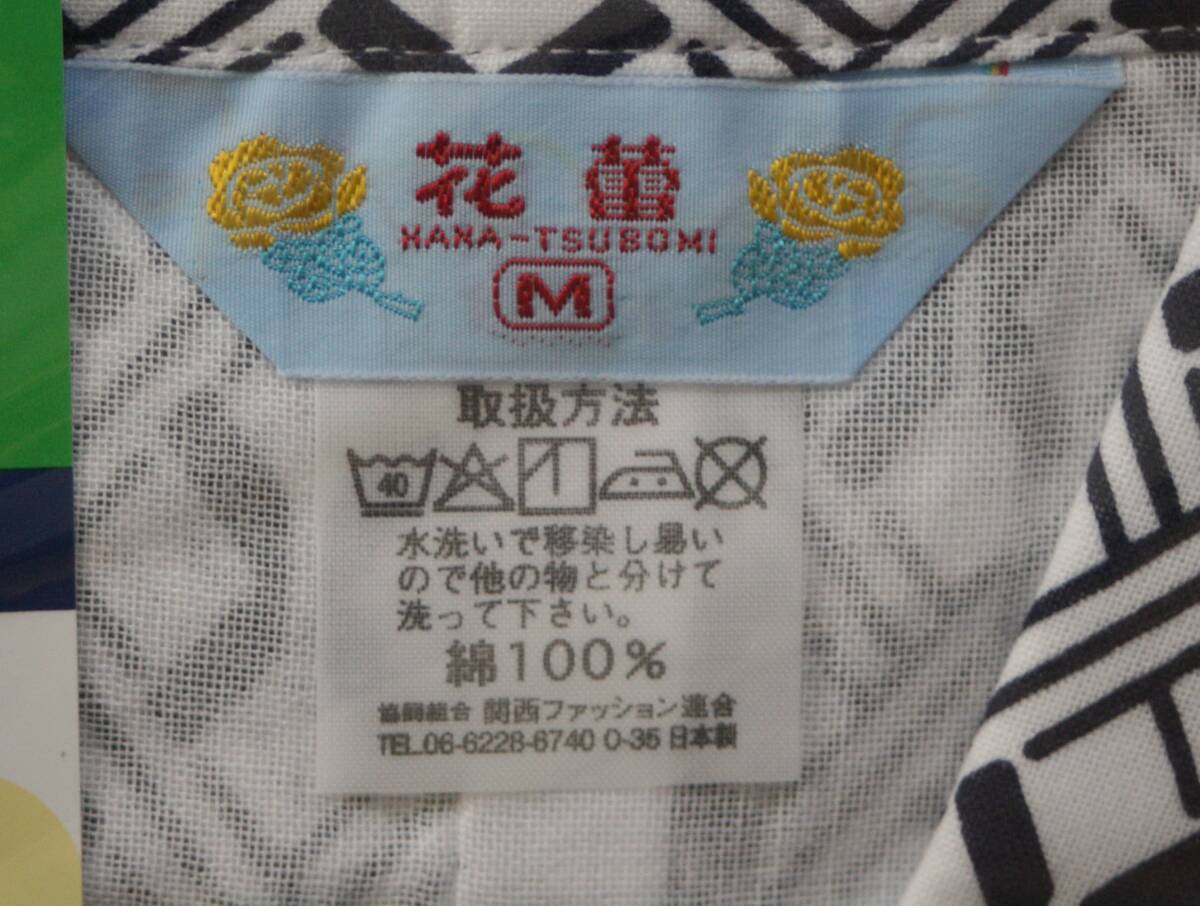 花蕾
HANA-TSUBOMI
M
取扱方法
40
水洗いで移染し易い
ので他の物と分けて
洗って下さい。
綿100%
協同組合 関西ファッション連合
TEL.06-6228-6740 O-35 日本製